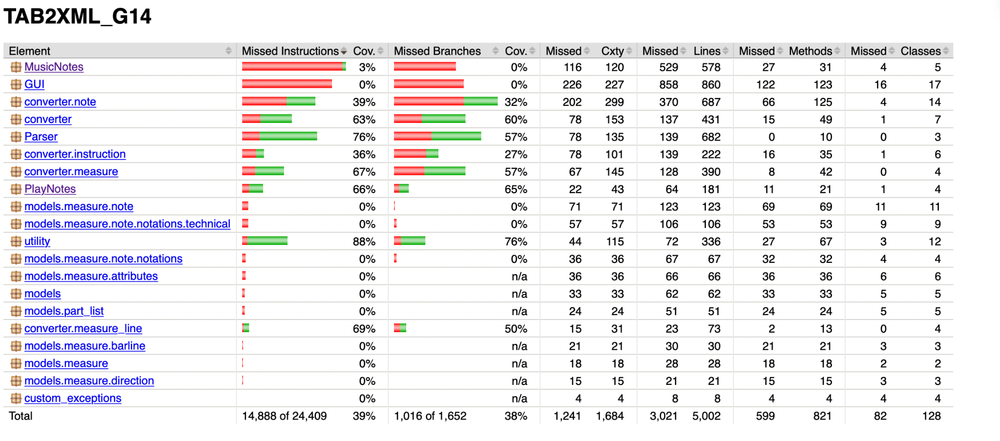 TAB2XML_G14
Element Missed Instructions Cov. Missed Branches Cov. Missed Cxty Missed Lines Missed Methods Missed Classes
MusicNotes 3% 0% 116 120 529 578 27 31 4 5
GUI 0% 0% 226 227 858 860 122 123 16 17
converter.note 39% 32% 202 299 370 687 66 125 4 14
converter 63% 60% 78 153 137 431 15 49 1 7
Parser 76% 57% 78 135 139 682 0 10 0 3
converter.instruction 36% 27% 78 101 139 222 16 35 1 6
converter.measure 67% 57% 67 145 128 390 8 42 0 4
PlayNotes 66% 65% 22 43 64 181 11 21 1 4
models.measure.note 0% 0% 71 71 123 123 69 69 11 11
models.measure.note.notations.technical 0% 0% 57 57 106 106 53 53 9 9
utility 88% 76% 44 115 72 336 27 67 3 12
models.measure.note.notations 0% 0% 36 36 67 67 32 32 4 4
models.measure.attributes 0% n/a 36 36 66 66 36 36 6 6
models 0% n/a 33 33 62 62 33 33 5 5
models.part_list 0% n/a 24 24 51 51 24 24 5 5
converter.measure_line 69% 50% 15 31 23 73 2 13 0 4
models.measure.barline 0% n/a 21 21 30 30 21 21 3 3
models.measure 0% n/a 18 18 28 28 18 18 2 2
models.measure.direction 0% n/a 15 15 21 21 15 15 3 3
custom_exceptions 0% n/a 4 4 8 8 4 4 4 4
Total 14,888 of 24,409 39% 1,016 of 1,652 38% 1,241 1,684 3,021 5,002 599 821 82 128